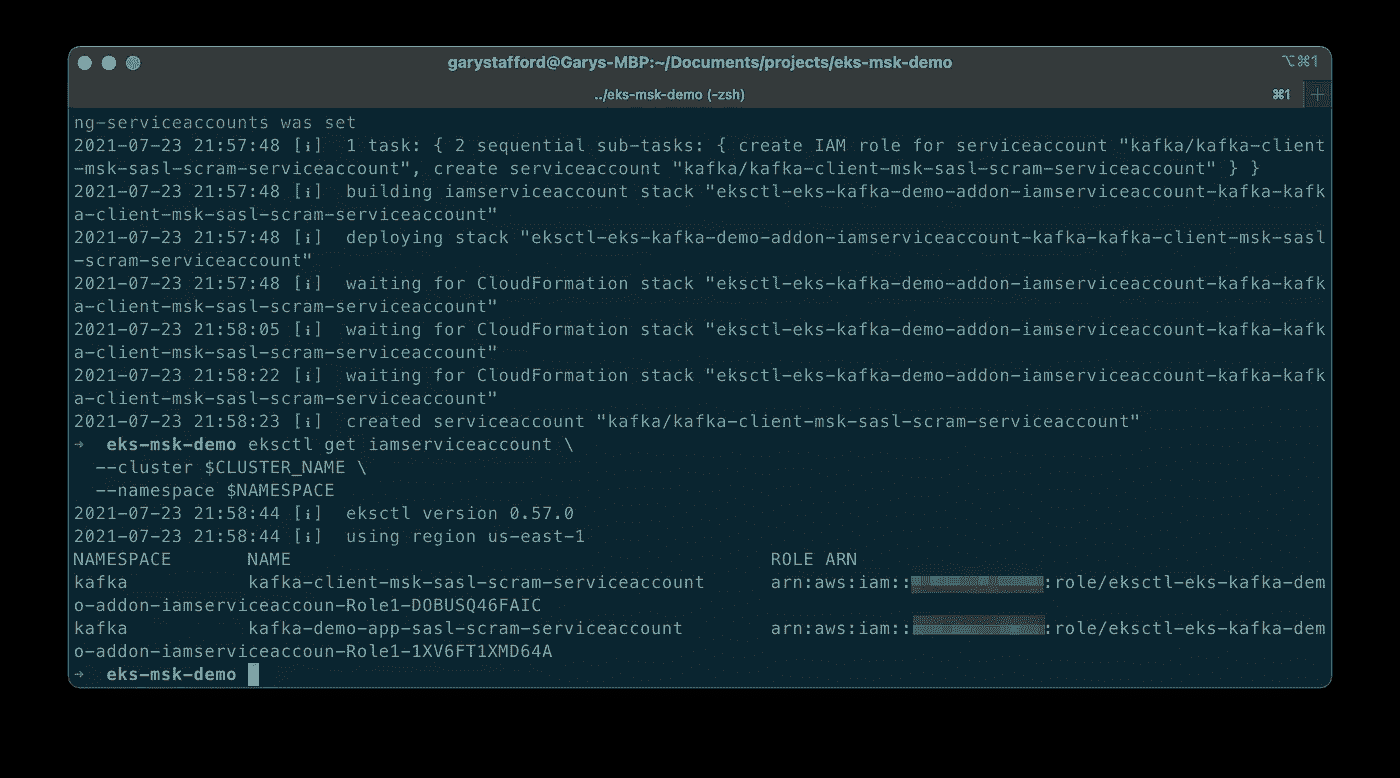 garystafford@Garys-MBP:~/Documents/projects/eks-msk-demo
⌥⌘1
../eks-msk-demo (-zsh)
⌘1
+
ng-serviceaccounts was set
2021-07-23 21:57:48 [ℹ]  1 task: { 2 sequential sub-tasks: { create IAM role for serviceaccount "kafka/kafka-client
-msk-sasl-scram-serviceaccount", create serviceaccount "kafka/kafka-client-msk-sasl-scram-serviceaccount" } }
2021-07-23 21:57:48 [ℹ]  building iamserviceaccount stack "eksctl-eks-kafka-demo-addon-iamserviceaccount-kafka-kafk
a-client-msk-sasl-scram-serviceaccount"
2021-07-23 21:57:48 [ℹ]  deploying stack "eksctl-eks-kafka-demo-addon-iamserviceaccount-kafka-kafka-client-msk-sasl
-scram-serviceaccount"
2021-07-23 21:57:48 [ℹ]  waiting for CloudFormation stack "eksctl-eks-kafka-demo-addon-iamserviceaccount-kafka-kafk
a-client-msk-sasl-scram-serviceaccount"
2021-07-23 21:58:05 [ℹ]  waiting for CloudFormation stack "eksctl-eks-kafka-demo-addon-iamserviceaccount-kafka-kafk
a-client-msk-sasl-scram-serviceaccount"
2021-07-23 21:58:22 [ℹ]  waiting for CloudFormation stack "eksctl-eks-kafka-demo-addon-iamserviceaccount-kafka-kafk
a-client-msk-sasl-scram-serviceaccount"
2021-07-23 21:58:23 [ℹ]  created serviceaccount "kafka/kafka-client-msk-sasl-scram-serviceaccount"
→  eks-msk-demo eksctl get iamserviceaccount \
  --cluster $CLUSTER_NAME \
  --namespace $NAMESPACE
2021-07-23 21:58:44 [ℹ]  eksctl version 0.57.0
2021-07-23 21:58:44 [ℹ]  using region us-east-1
NAMESPACE       NAME                                            ROLE ARN
kafka           kafka-client-msk-sasl-scram-serviceaccount      arn:aws:iam:: :role/eksctl-eks-kafka-dem
o-addon-iamserviceaccoun-Role1-DOBUSQ46FAIC
kafka           kafka-demo-app-sasl-scram-serviceaccount        arn:aws:iam:: :role/eksctl-eks-kafka-dem
o-addon-iamserviceaccoun-Role1-1XV6FT1XMD64A
→  eks-msk-demo